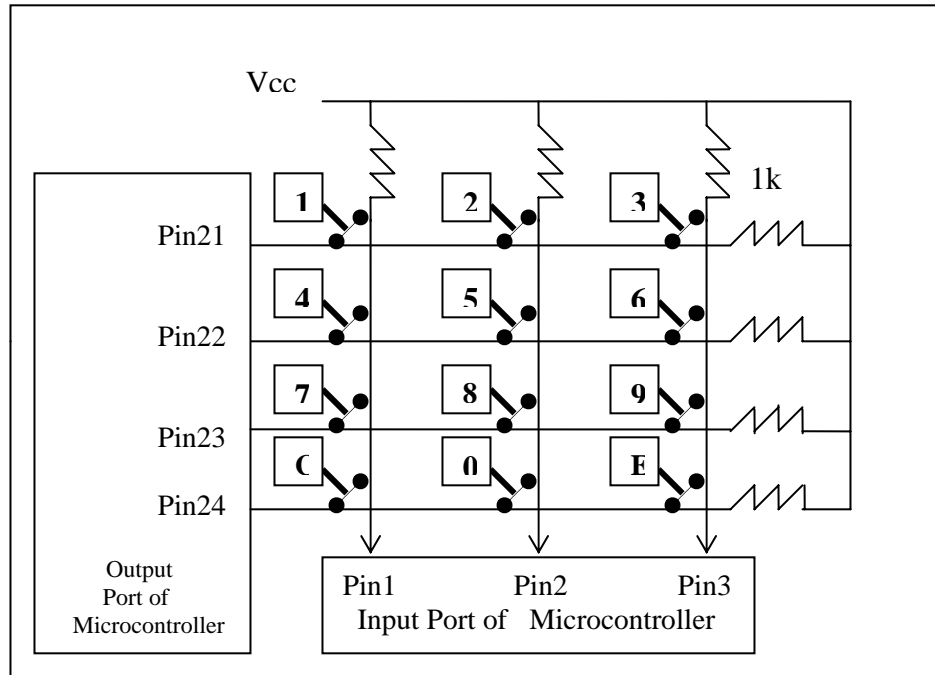 Vcc
1k
1 2 3
Pin21
4 5 6
Pin22
7 8 9
Pin23
C 0 E
Pin24
Output
Port of
Microcontroller
Pin1 Pin2 Pin3
Input Port of Microcontroller